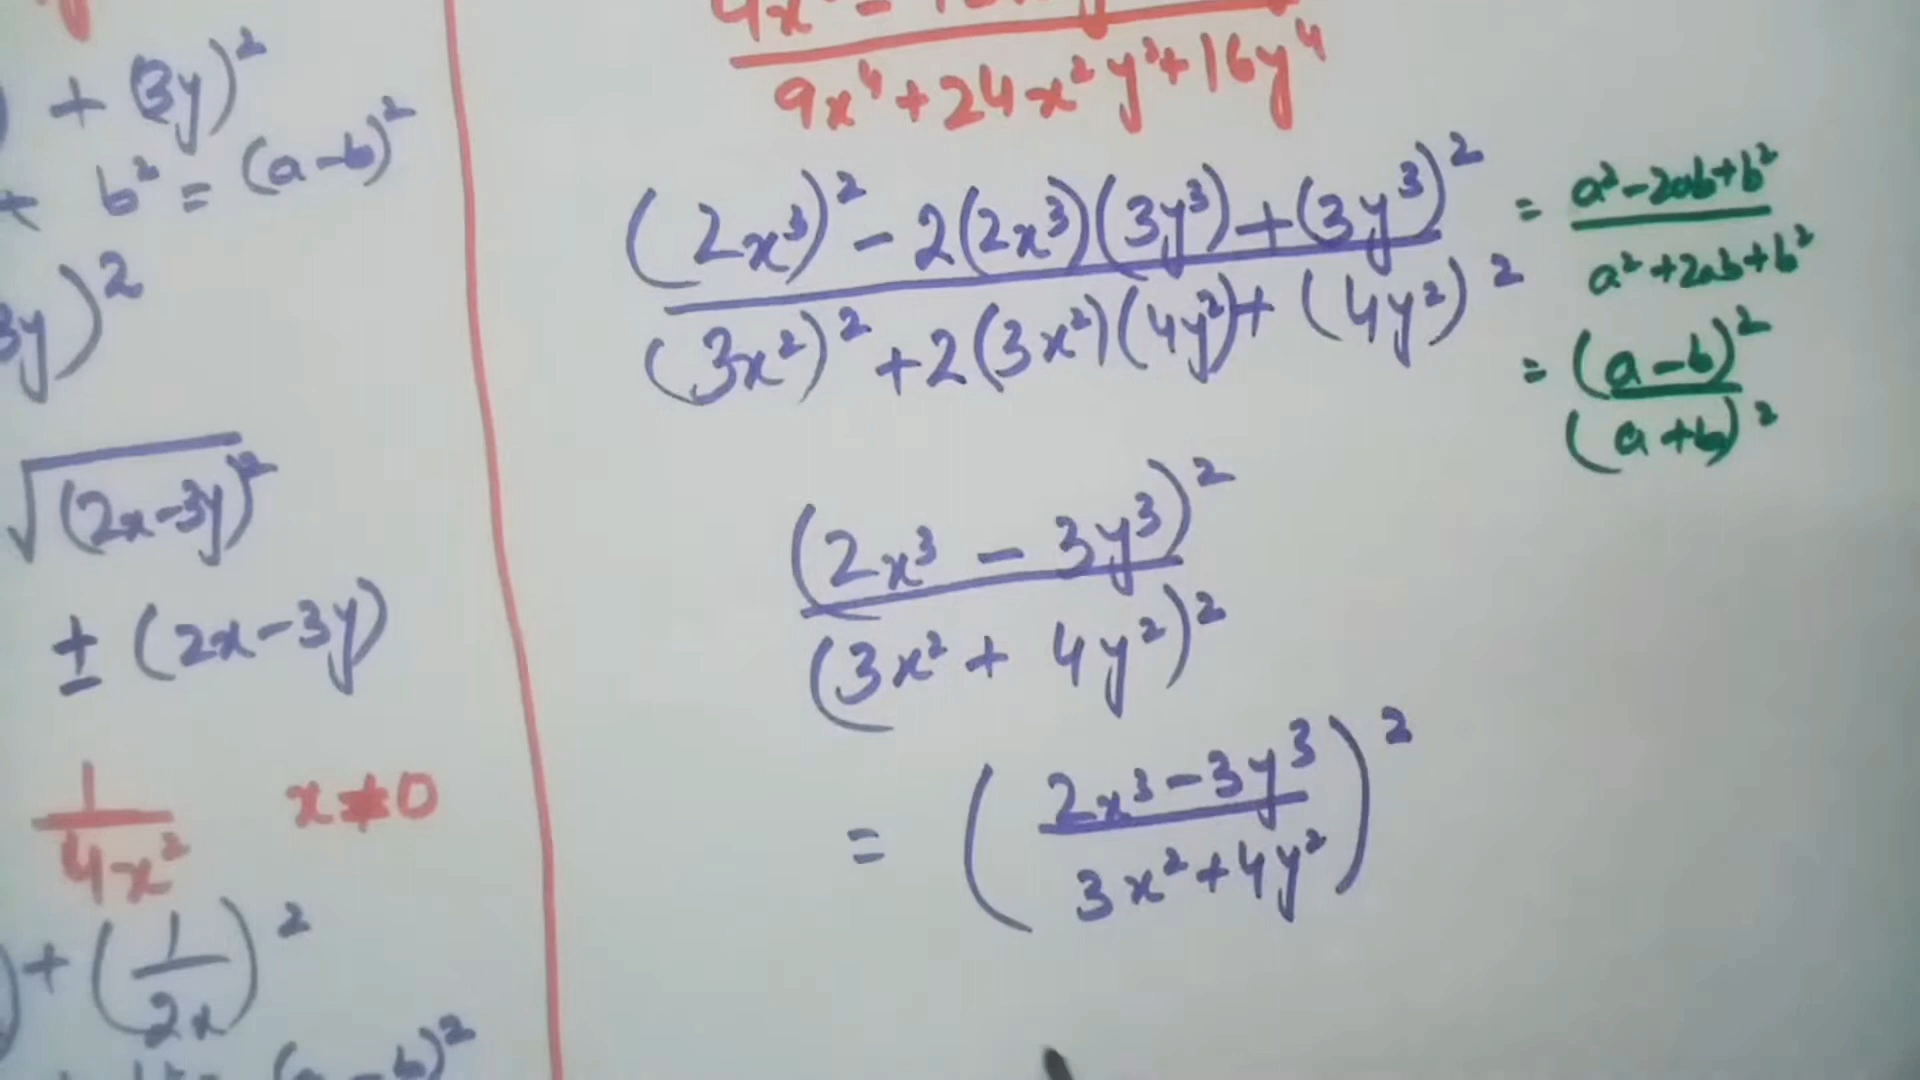 + (3y)²
+ b² = (a-b)²
3y)²
√(2x-3y)²
± (2x-3y)
1
4x²
x≠0
)+(1/2x)²
(a-b)²
9x⁴+24x²y²+16y⁴
(2x³)²-2(2x³)(3y³)+(3y³)²
(3x²)²+2(3x²)(4y²)+(4y²)²
= a²-2ab+b²
a²+2ab+b²
= (a-b)²
(a+b)²
(2x³ - 3y³)²
(3x² + 4y²)²
= (2x³-3y³
3x²+4y²)²